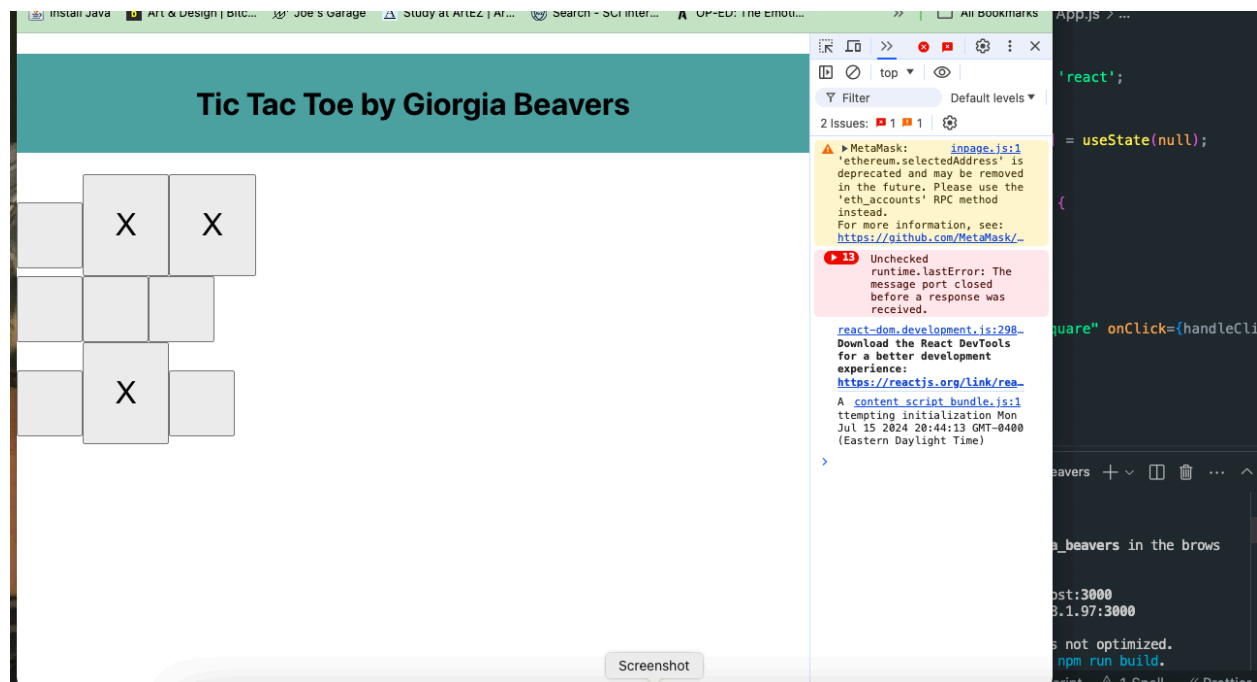 Install Java Art & Design | Bitc... Joe's Garage Study at ArtEZ | Ar... Search - SCI Inter... OP-ED: The Emoti... >> All Bookmarks
App.js > ...
Tic Tac Toe by Giorgia Beavers
X X
X
top
Filter Default levels
2 Issues: 1 1
MetaMask: inpage.js:1
'ethereum.selectedAddress' is
deprecated and may be removed
in the future. Please use the
'eth_accounts' RPC method
instead.
For more information, see:
https://github.com/MetaMask/…
13 Unchecked
runtime.lastError: The
message port closed
before a response was
received.
react-dom.development.js:298…
Download the React DevTools
for a better development
experience:
https://reactjs.org/link/rea…
A content script bundle.js:1
ttempting initialization Mon
Jul 15 2024 20:44:13 GMT-0400
(Eastern Daylight Time)
>
'react';
] = useState(null);
{
quare" onClick={handleCli
eavers
a_beavers in the brows
ost:3000
8.1.97:3000
s not optimized.
npm run build.
Screenshot
cript 1 Spell Prettier